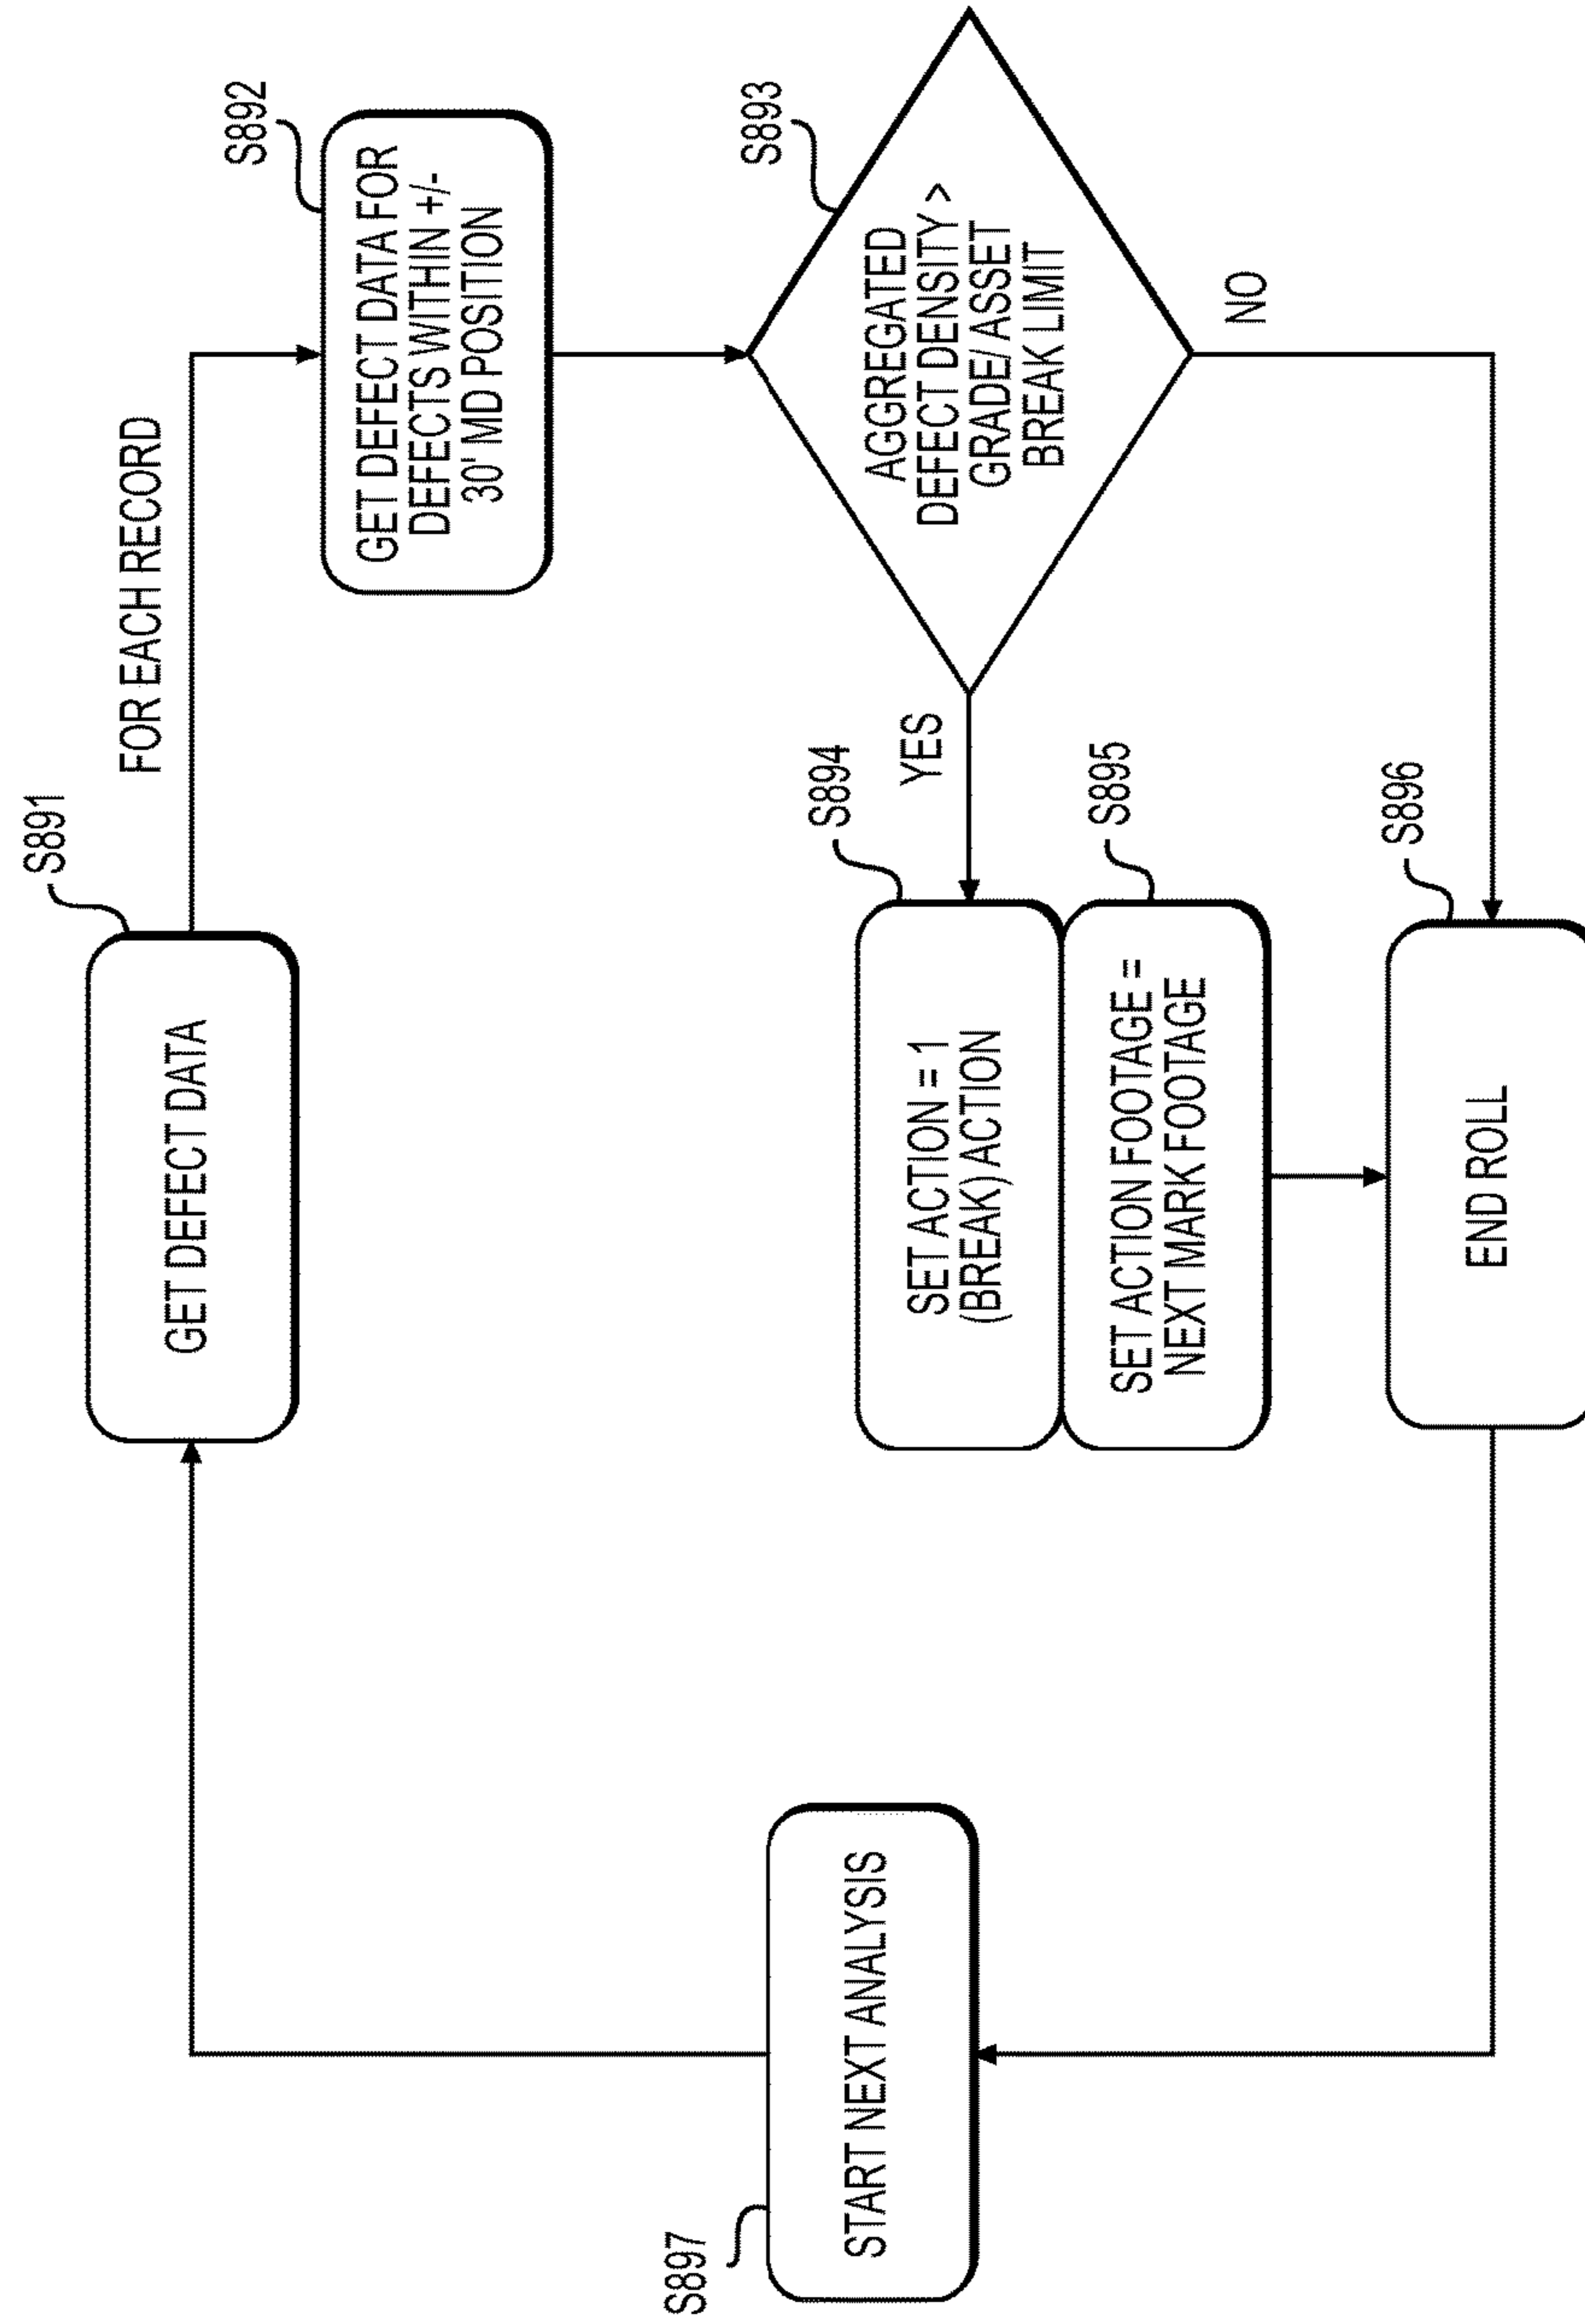 S891
GET DEFECT DATA
FOR EACH RECORD
S892
GET DEFECT DATA FOR
DEFECTS WITHIN +/-
30' MD POSITION
S893
AGGREGATED
DEFECT DENSITY >
GRADE/ ASSET
BREAK LIMIT
YES
NO
S894
SET ACTION = 1
(BREAK) ACTION
S895
SET ACTION FOOTAGE =
NEXT MARK FOOTAGE
S896
END ROLL
S897
START NEXT ANALYSIS